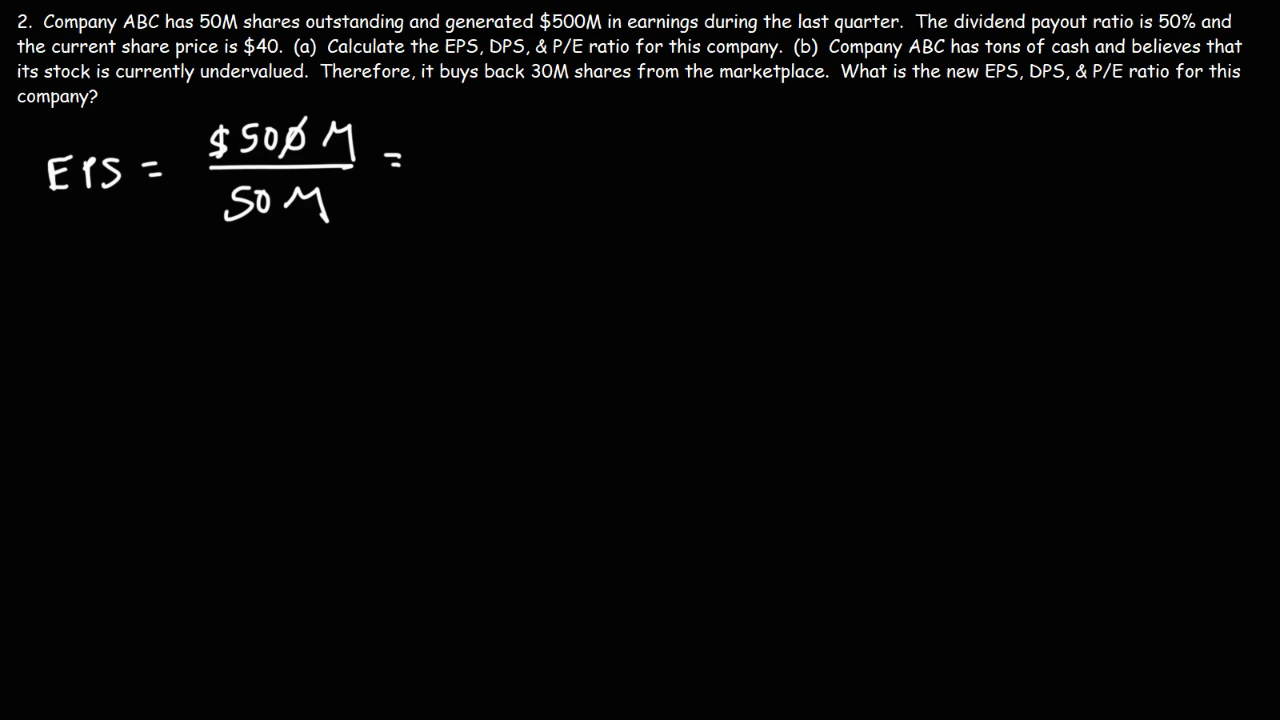 2. Company ABC has 50M shares outstanding and generated $500M in earnings during the last quarter. The dividend payout ratio is 50% and
the current share price is $40. (a) Calculate the EPS, DPS, & P/E ratio for this company. (b) Company ABC has tons of cash and believes that
its stock is currently undervalued. Therefore, it buys back 30M shares from the marketplace. What is the new EPS, DPS, & P/E ratio for this
company?
EPS = $500 M / 50 M =